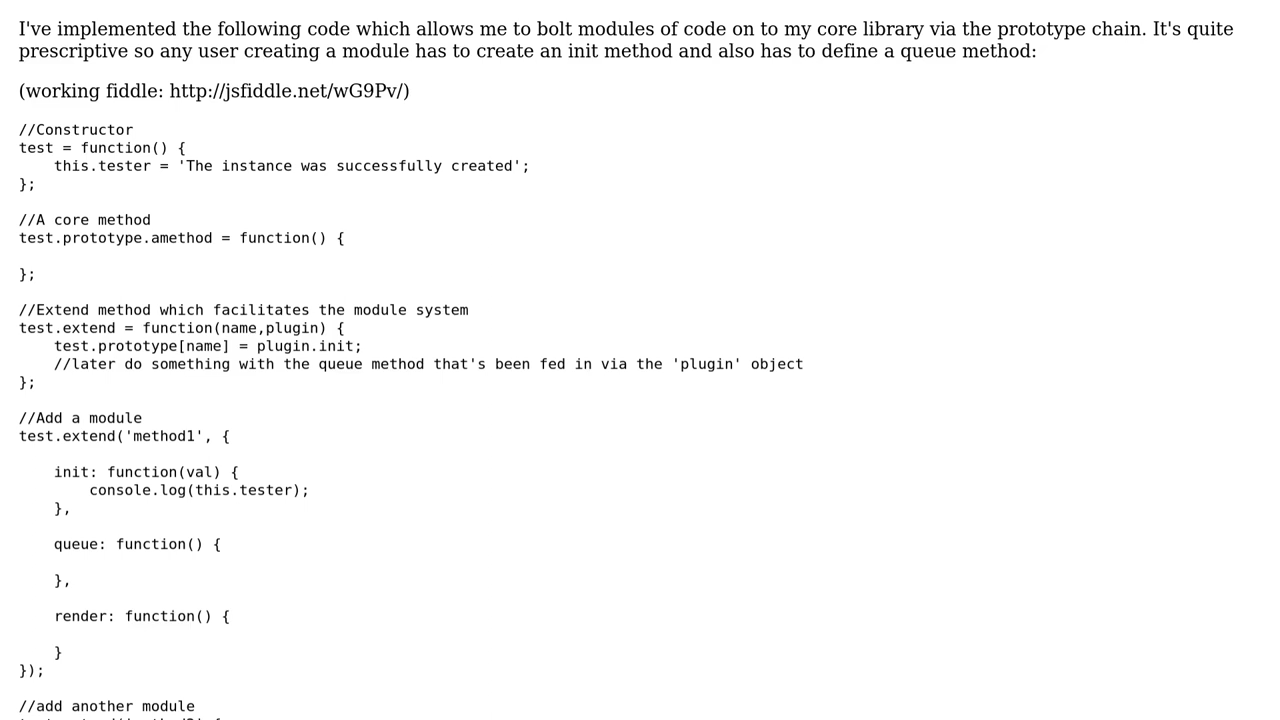 I've implemented the following code which allows me to bolt modules of code on to my core library via the prototype chain. It's quite
prescriptive so any user creating a module has to create an init method and also has to define a queue method:
(working fiddle: http://jsfiddle.net/wG9Pv/)
//Constructor
test = function() {
    this.tester = 'The instance was successfully created';
};
//A core method
test.prototype.amethod = function() {
};
//Extend method which facilitates the module system
test.extend = function(name,plugin) {
    test.prototype[name] = plugin.init;
    //later do something with the queue method that's been fed in via the 'plugin' object
};
//Add a module
test.extend('method1', {
    init: function(val) {
        console.log(this.tester);
    },
    queue: function() {
    },
    render: function() {
    }
});
//add another module